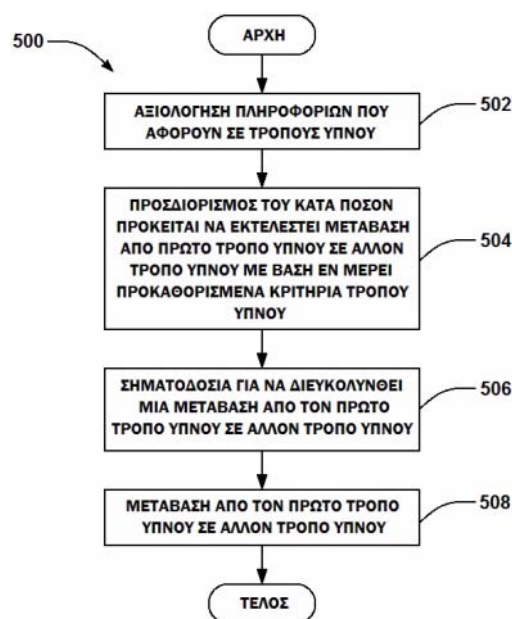 500
ΑΡΧΗ
ΑΞΙΟΛΟΓΗΣΗ ΠΛΗΡΟΦΟΡΙΩΝ ΠΟΥ
ΑΦΟΡΟΥΝ ΣΕ ΤΡΟΠΟΥΣ ΥΠΝΟΥ
502
ΠΡΟΣΔΙΟΡΙΣΜΟΣ ΤΟΥ ΚΑΤΑ ΠΟΣΟΝ
ΠΡΟΚΕΙΤΑΙ ΝΑ ΕΚΤΕΛΕΣΤΕΙ ΜΕΤΑΒΑΣΗ
ΑΠΟ ΠΡΩΤΟ ΤΡΟΠΟ ΥΠΝΟΥ ΣΕ ΑΛΛΟΝ
ΤΡΟΠΟ ΥΠΝΟΥ ΜΕ ΒΑΣΗ ΕΝ ΜΕΡΕΙ
ΠΡΟΚΑΘΟΡΙΣΜΕΝΑ ΚΡΙΤΗΡΙΑ ΤΡΟΠΟΥ
ΥΠΝΟΥ
504
ΣΗΜΑΤΟΔΟΣΙΑ ΓΙΑ ΝΑ ΔΙΕΥΚΟΛΥΝΘΕΙ
ΜΙΑ ΜΕΤΑΒΑΣΗ ΑΠΟ ΤΟΝ ΠΡΩΤΟ
ΤΡΟΠΟ ΥΠΝΟΥ ΣΕ ΑΛΛΟΝ ΤΡΟΠΟ ΥΠΝΟΥ
506
ΜΕΤΑΒΑΣΗ ΑΠΟ ΤΟΝ ΠΡΩΤΟ ΤΡΟΠΟ
ΥΠΝΟΥ ΣΕ ΑΛΛΟΝ ΤΡΟΠΟ ΥΠΝΟΥ
508
ΤΕΛΟΣ